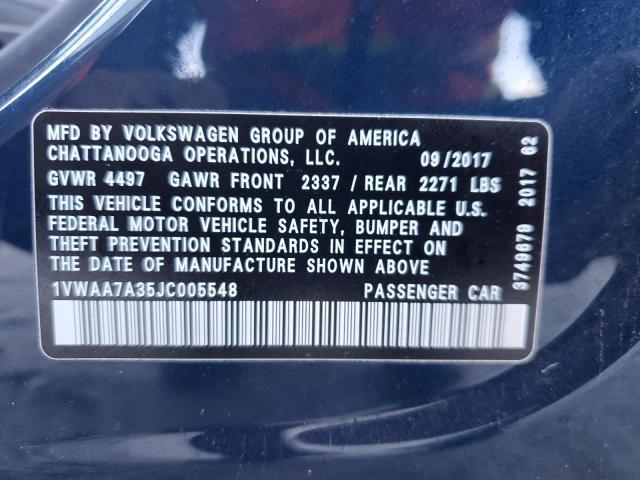 MFD BY VOLKSWAGEN GROUP OF AMERICA
CHATTANOOGA OPERATIONS, LLC. 09/2017
GVWR 4497 GAWR FRONT 2337 / REAR 2271 LBS
THIS VEHICLE CONFORMS TO ALL APPLICABLE U.S.
FEDERAL MOTOR VEHICLE SAFETY, BUMPER AND
THEFT PREVENTION STANDARDS IN EFFECT ON
THE DATE OF MANUFACTURE SHOWN ABOVE
1VWAA7A35JC005548 PASSENGER CAR
3749679 2017 62